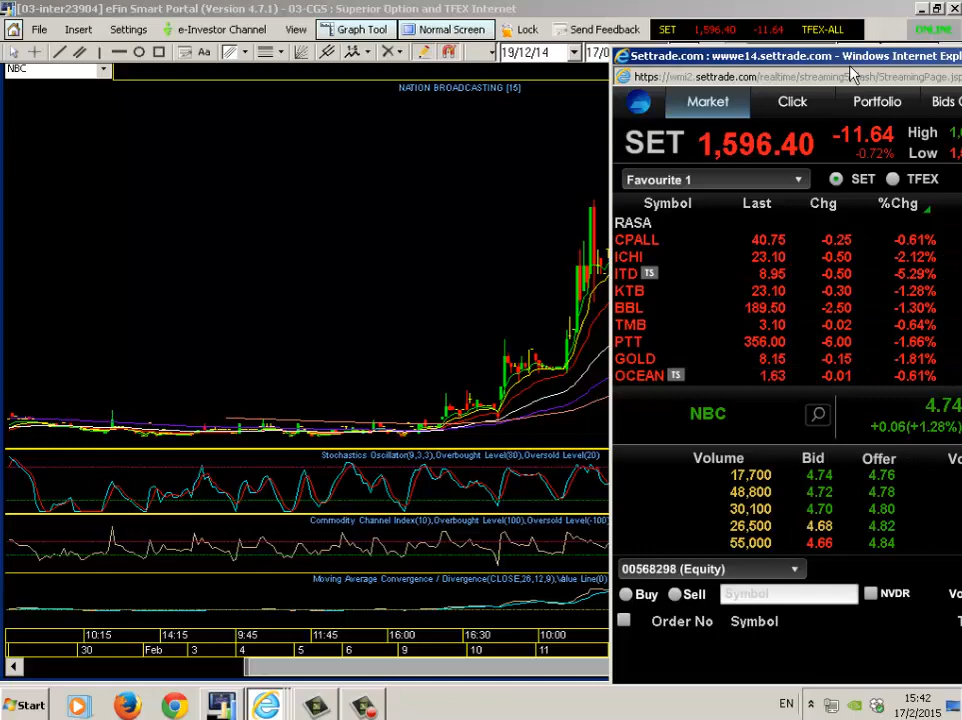 [03-inter23904] eFin Smart Portal (Version 4.7.1) - 03-CGS : Superior Option and TFEX Internet
File Insert Settings e-Investor Channel View Graph Tool Normal Screen Lock Send Feedback SET 1,596.40 -11.64 TFEX-ALL ONLINE
Aa 19/12/14 17/0
NBC
NATION BROADCASTING [15]
Stochastics Oscillator(9,3,3),Overbought Level(80),Oversold Level(20)
Commodity Channel Index(10),Overbought Level(100),Oversold Level(-100)
Moving Average Convergence / Divergence(CLOSE,26,12,9),Value Line(0)
10:15 14:15 9:45 11:45 16:00 16:30 10:00
30 Feb 3 4 5 6 9 10 11
Settrade.com : wwwe14.settrade.com - Windows Internet Expl
Market Click Portfolio Bids
SET 1,596.40 -11.64 High
-0.72% Low
Favourite 1 SET TFEX
Symbol Last Chg %Chg
RASA
CPALL 40.75 -0.25 -0.61%
ICHI 23.10 -0.50 -2.12%
ITD TS 8.95 -0.50 -5.29%
KTB 23.10 -0.30 -1.28%
BBL 189.50 -2.50 -1.30%
TMB 3.10 -0.02 -0.64%
PTT 356.00 -6.00 -1.66%
GOLD 8.15 -0.15 -1.81%
OCEAN TS 1.63 -0.01 -0.61%
NBC 4.74
+0.06(+1.28%)
Volume Bid Offer Vo
17,700 4.74 4.76
48,800 4.72 4.78
30,100 4.70 4.80
26,500 4.68 4.82
55,000 4.66 4.84
00568298 (Equity)
Buy Sell Symbol NVDR Vo
Order No Symbol
Start EN 15:42
17/2/2015